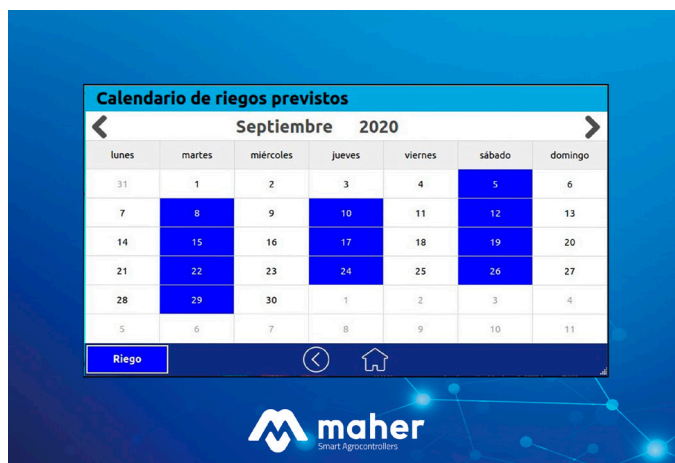 Calendario de riegos previstos
Septiembre 2020
lunes martes miércoles jueves viernes sábado domingo
31 1 2 3 4 5 6
7 8 9 10 11 12 13
14 15 16 17 18 19 20
21 22 23 24 25 26 27
28 29 30 1 2 3 4
5 6 7 8 9 10 11
Riego
maher
Smart Agrocontrollers